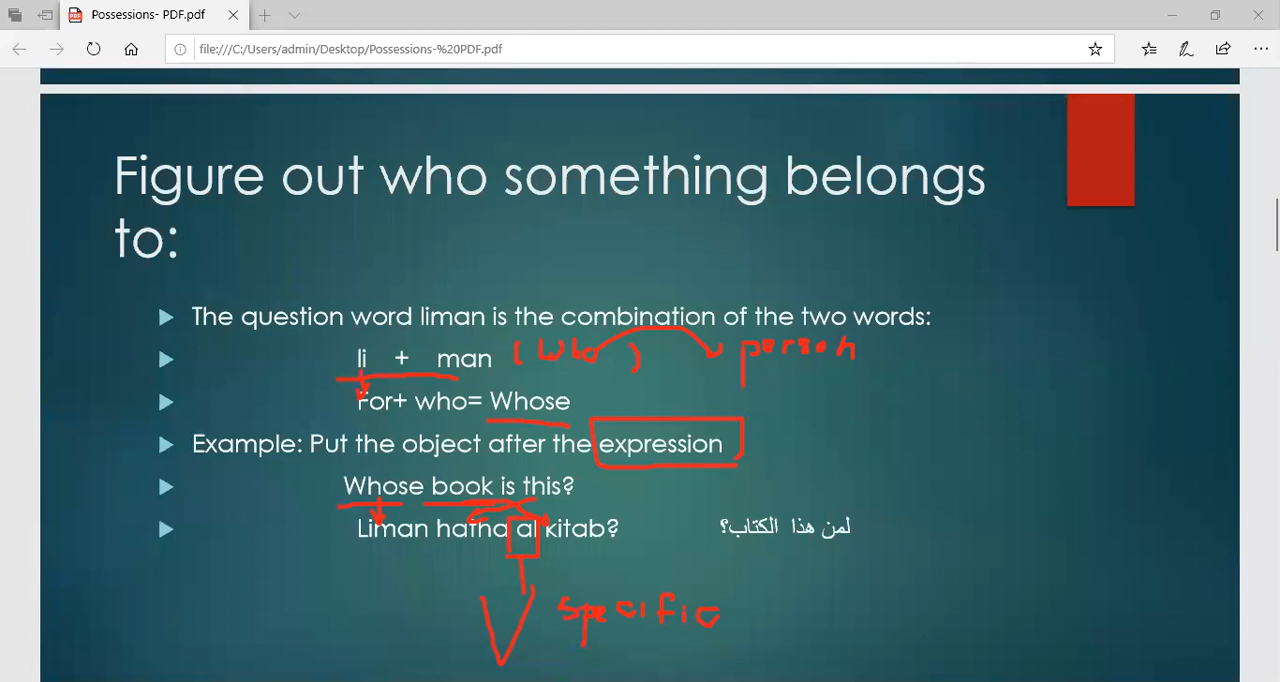 Possessions- PDF.pdf
file:///C:/Users/admin/Desktop/Possessions-%20PDF.pdf
Figure out who something belongs
to:
The question word liman is the combination of the two words:
li + man (who) person
For+ who= Whose
Example: Put the object after the expression
Whose book is this?
Liman hatha al kitab? لمن هذا الكتاب؟
specific